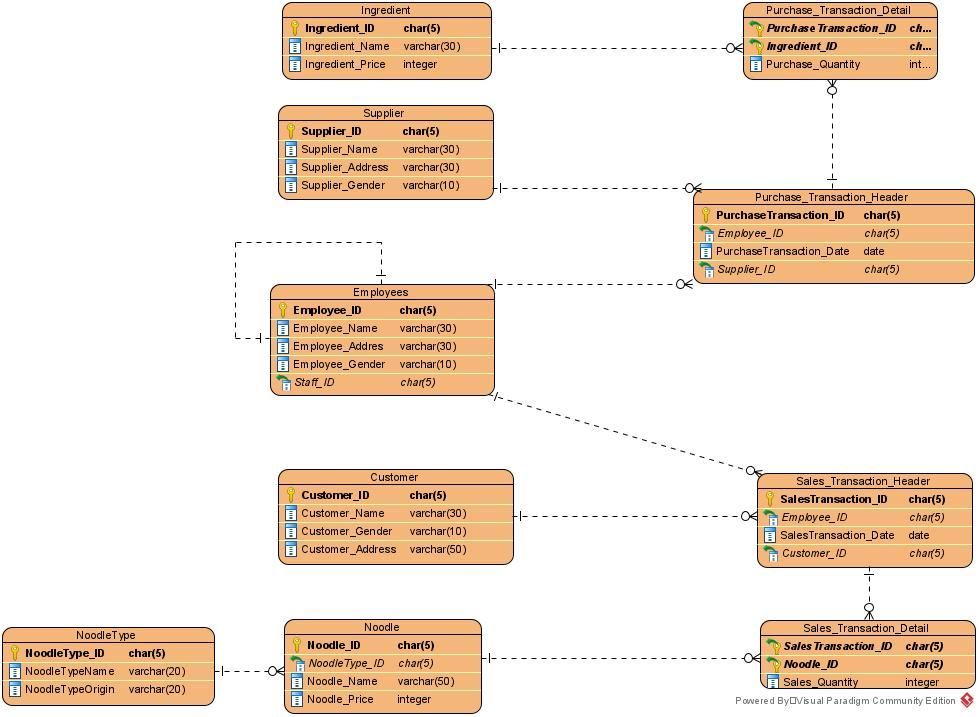 Ingredient
Ingredient_ID char(5)
Ingredient_Name varchar(30)
Ingredient_Price integer
Purchase_Transaction_Detail
PurchaseTransaction_ID ch...
Ingredient_ID ch...
Purchase_Quantity int...
Supplier
Supplier_ID char(5)
Supplier_Name varchar(30)
Supplier_Address varchar(30)
Supplier_Gender varchar(10)
Purchase_Transaction_Header
PurchaseTransaction_ID char(5)
Employee_ID char(5)
PurchaseTransaction_Date date
Supplier_ID char(5)
Employees
Employee_ID char(5)
Employee_Name varchar(30)
Employee_Addres varchar(30)
Employee_Gender varchar(10)
Staff_ID char(5)
Customer
Customer_ID char(5)
Customer_Name varchar(30)
Customer_Gender varchar(10)
Customer_Address varchar(50)
Sales_Transaction_Header
SalesTransaction_ID char(5)
Employee_ID char(5)
SalesTransaction_Date date
Customer_ID char(5)
NoodleType
NoodleType_ID char(5)
NoodleTypeName varchar(20)
NoodleTypeOrigin varchar(20)
Noodle
Noodle_ID char(5)
NoodleType_ID char(5)
Noodle_Name varchar(50)
Noodle_Price integer
Sales_Transaction_Detail
SalesTransaction_ID char(5)
Noodle_ID char(5)
Sales_Quantity integer
Powered By□Visual Paradigm Community Edition